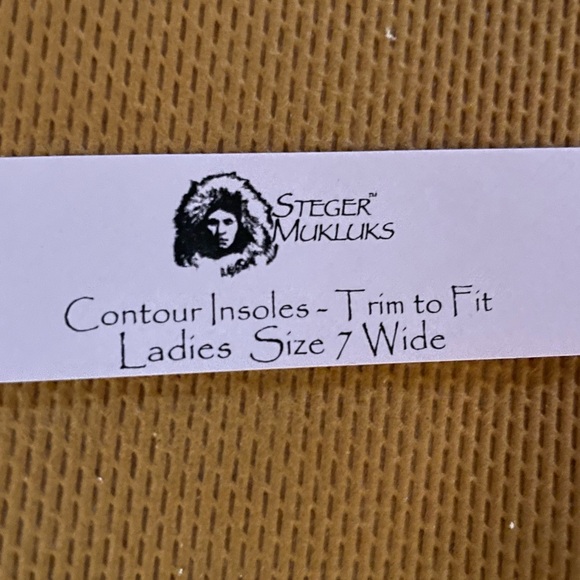 STEGER™
MUKLUKS
Contour Insoles - Trim to Fit
Ladies Size 7 Wide